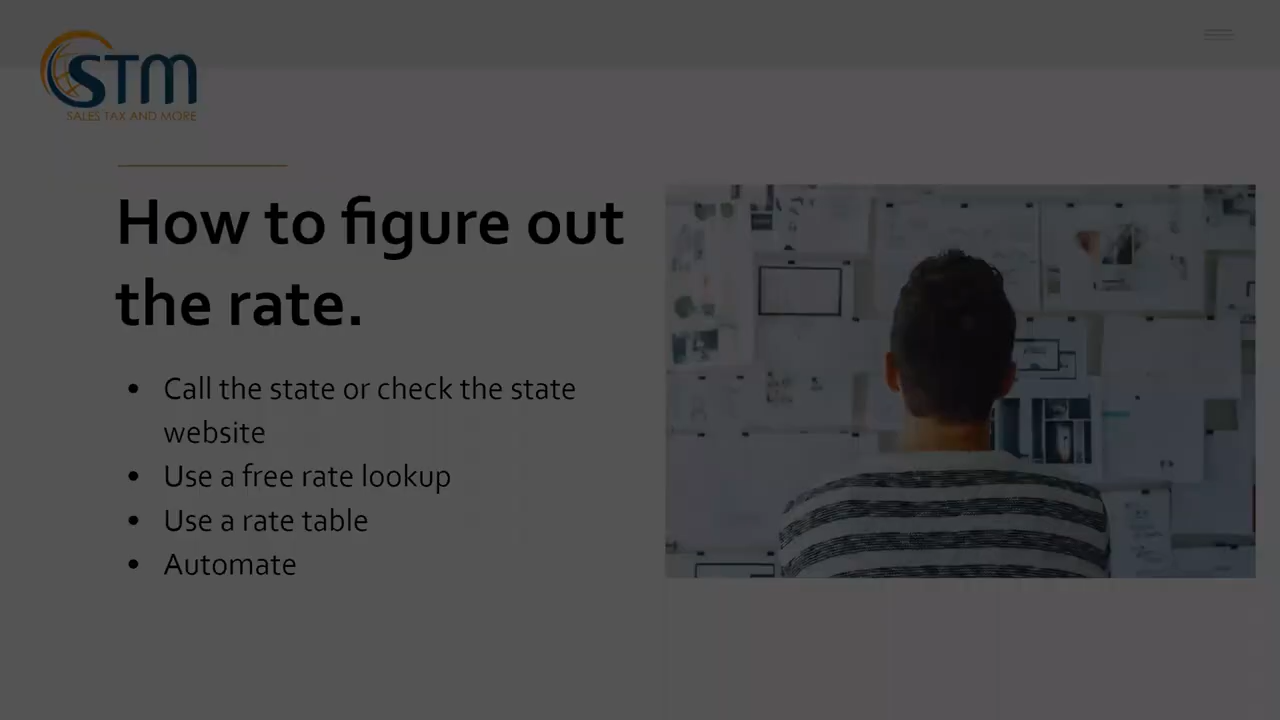 STM
SALES TAX AND MORE
How to figure out
the rate.
• Call the state or check the state
website
• Use a free rate lookup
• Use a rate table
• Automate